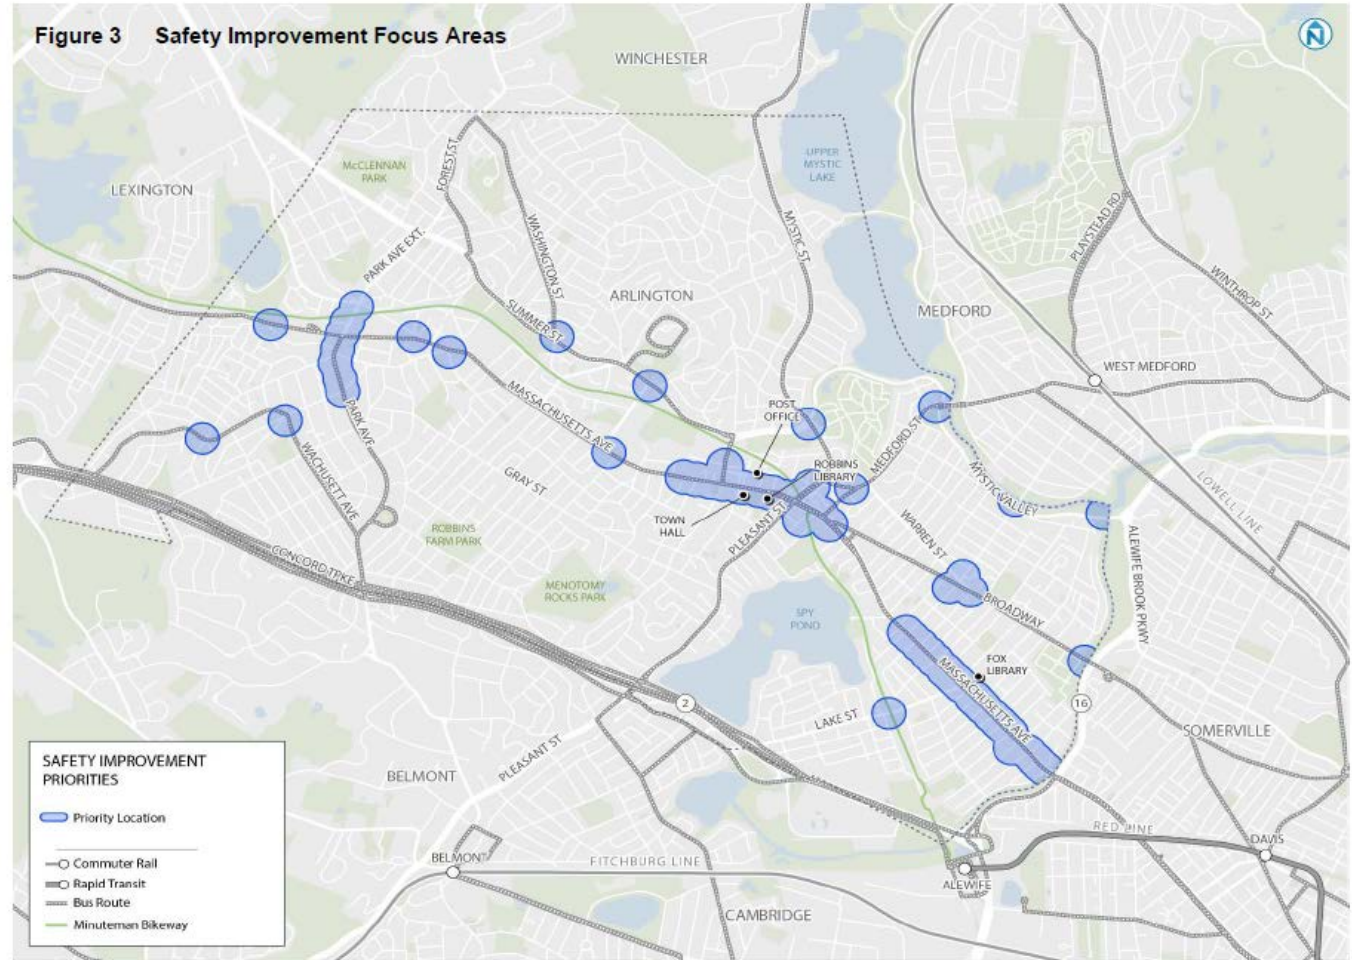 Figure 3 Safety Improvement Focus Areas
N
WINCHESTER
McCLENNAN
PARK
UPPER
MYSTIC
LAKE
LEXINGTON
FOREST ST
WASHINGTON ST
MYSTIC ST
PLAYSTEAD RD
PARK AVE EXT.
WINTHROP ST
ARLINGTON
MEDFORD
SUMMER ST
WEST MEDFORD
MASSACHUSETTS AVE
POST
OFFICE
PARK AVE
MEDFORD ST
WACHUSETT AVE
GRAY ST
ROBBINS
LIBRARY
MYSTIC VALLEY
LOWELL LINE
TOWN
HALL
PLEASANT ST
WARREN ST
ROBBINS
FARM PARK
CONCORD TPKE
MENOTOMY
ROCKS PARK
ALEWIFE BROOK PKWY
SPY
POND
BROADWAY
FOX
LIBRARY
MASSACHUSETTS AVE
2
16
LAKE ST
SOMERVILLE
PLEASANT ST
BELMONT
SAFETY IMPROVEMENT
PRIORITIES
Priority Location
Commuter Rail
Rapid Transit
Bus Route
Minuteman Bikeway
RED LINE
DAVIS
BELMONT
FITCHBURG LINE
ALEWIFE
CAMBRIDGE